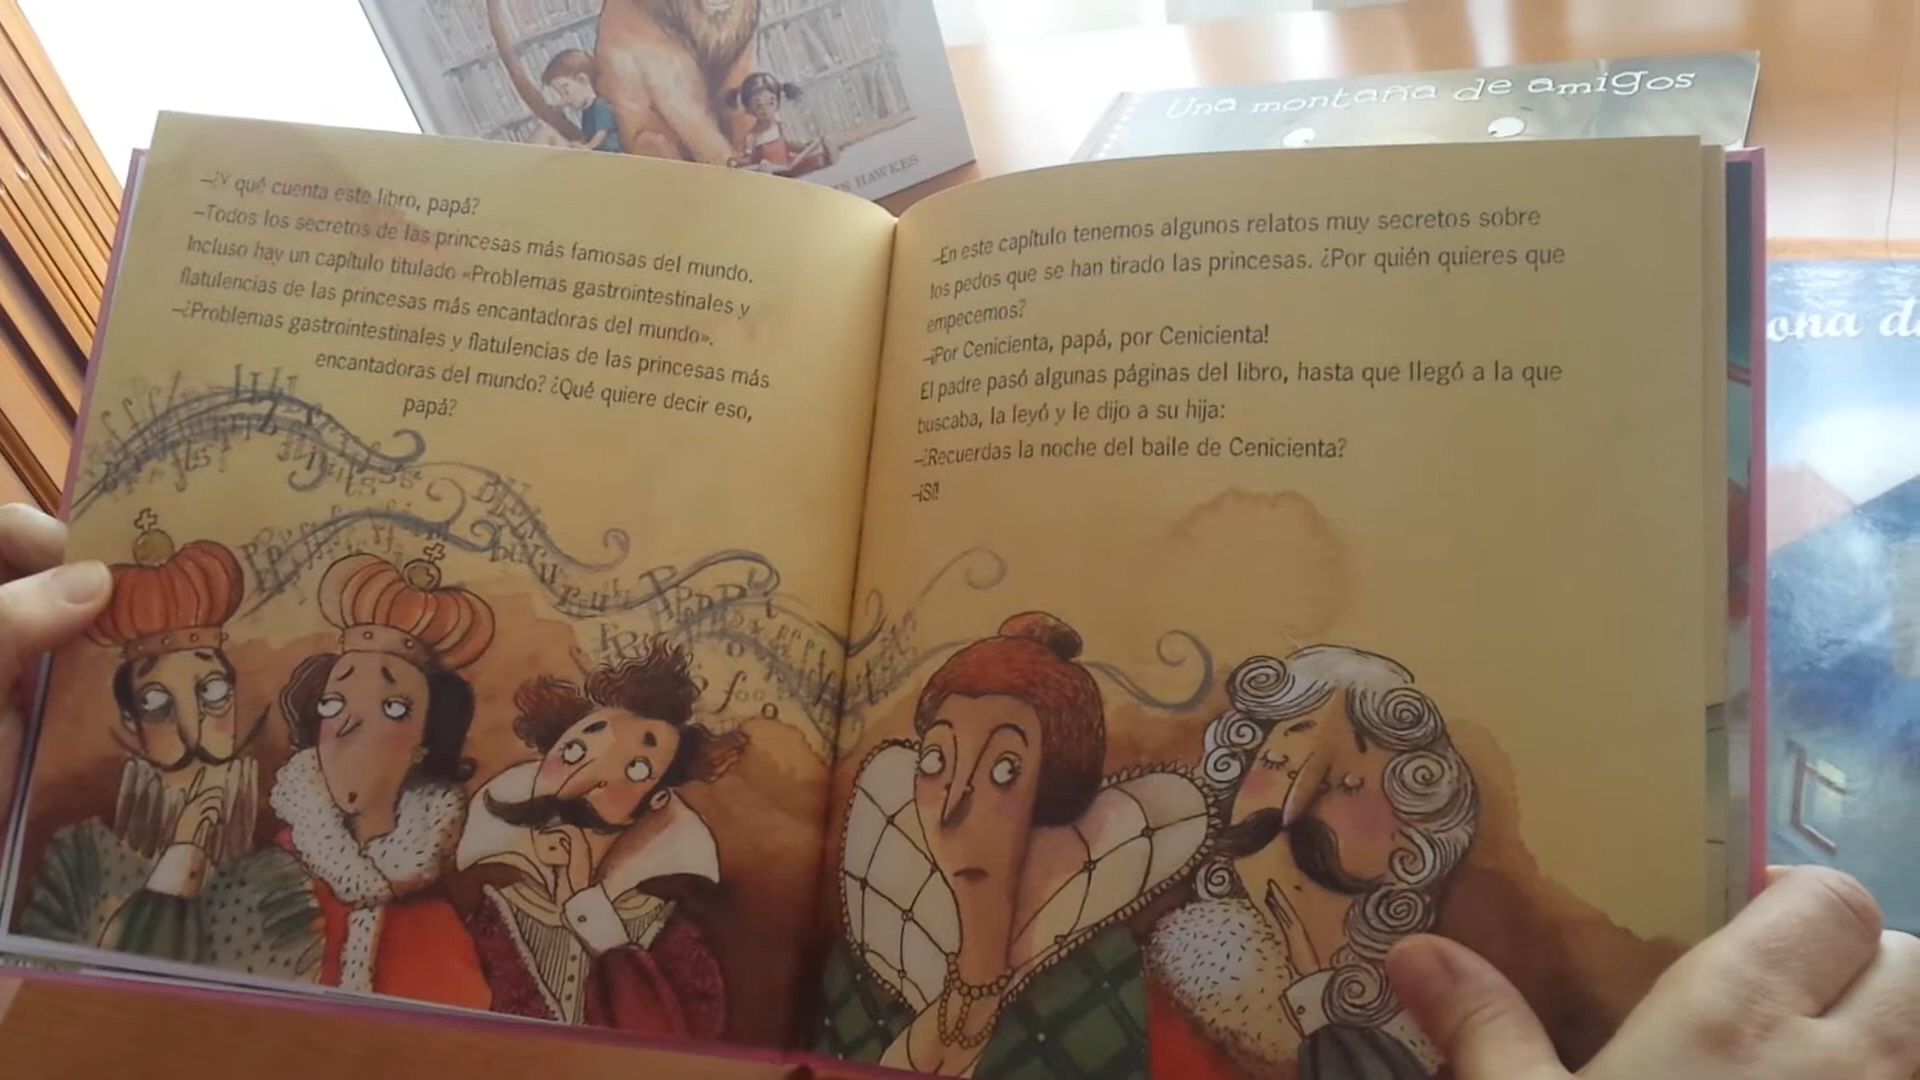 N HAWKES
Una montaña de amigos
ona d
–¿Y qué cuenta este libro, papá?
–Todos los secretos de las princesas más famosas del mundo.
Incluso hay un capítulo titulado «Problemas gastrointestinales y
flatulencias de las princesas más encantadoras del mundo».
–¿Problemas gastrointestinales y flatulencias de las princesas más
encantadoras del mundo? ¿Qué quiere decir eso,
papá?
–En este capítulo tenemos algunos relatos muy secretos sobre
los pedos que se han tirado las princesas. ¿Por quién quieres que
empecemos?
–¡Por Cenicienta, papá, por Cenicienta!
El padre pasó algunas páginas del libro, hasta que llegó a la que
buscaba, la leyó y le dijo a su hija:
–¿Recuerdas la noche del baile de Cenicienta?
–¡Sí!